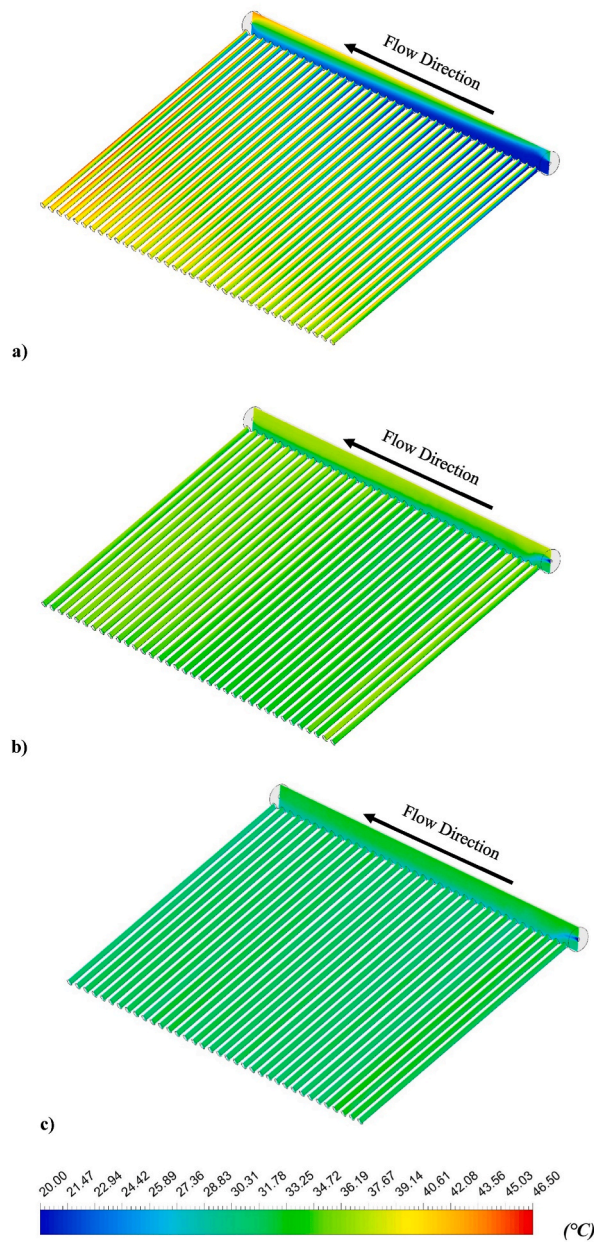 Flow Direction
a)
Flow Direction
b)
Flow Direction
c)
20.00 21.47 22.94 24.42 25.89 27.36 28.83 30.31 31.78 33.25 34.72 36.19 37.67 39.14 40.61 42.08 43.56 45.03 46.50
(°C)